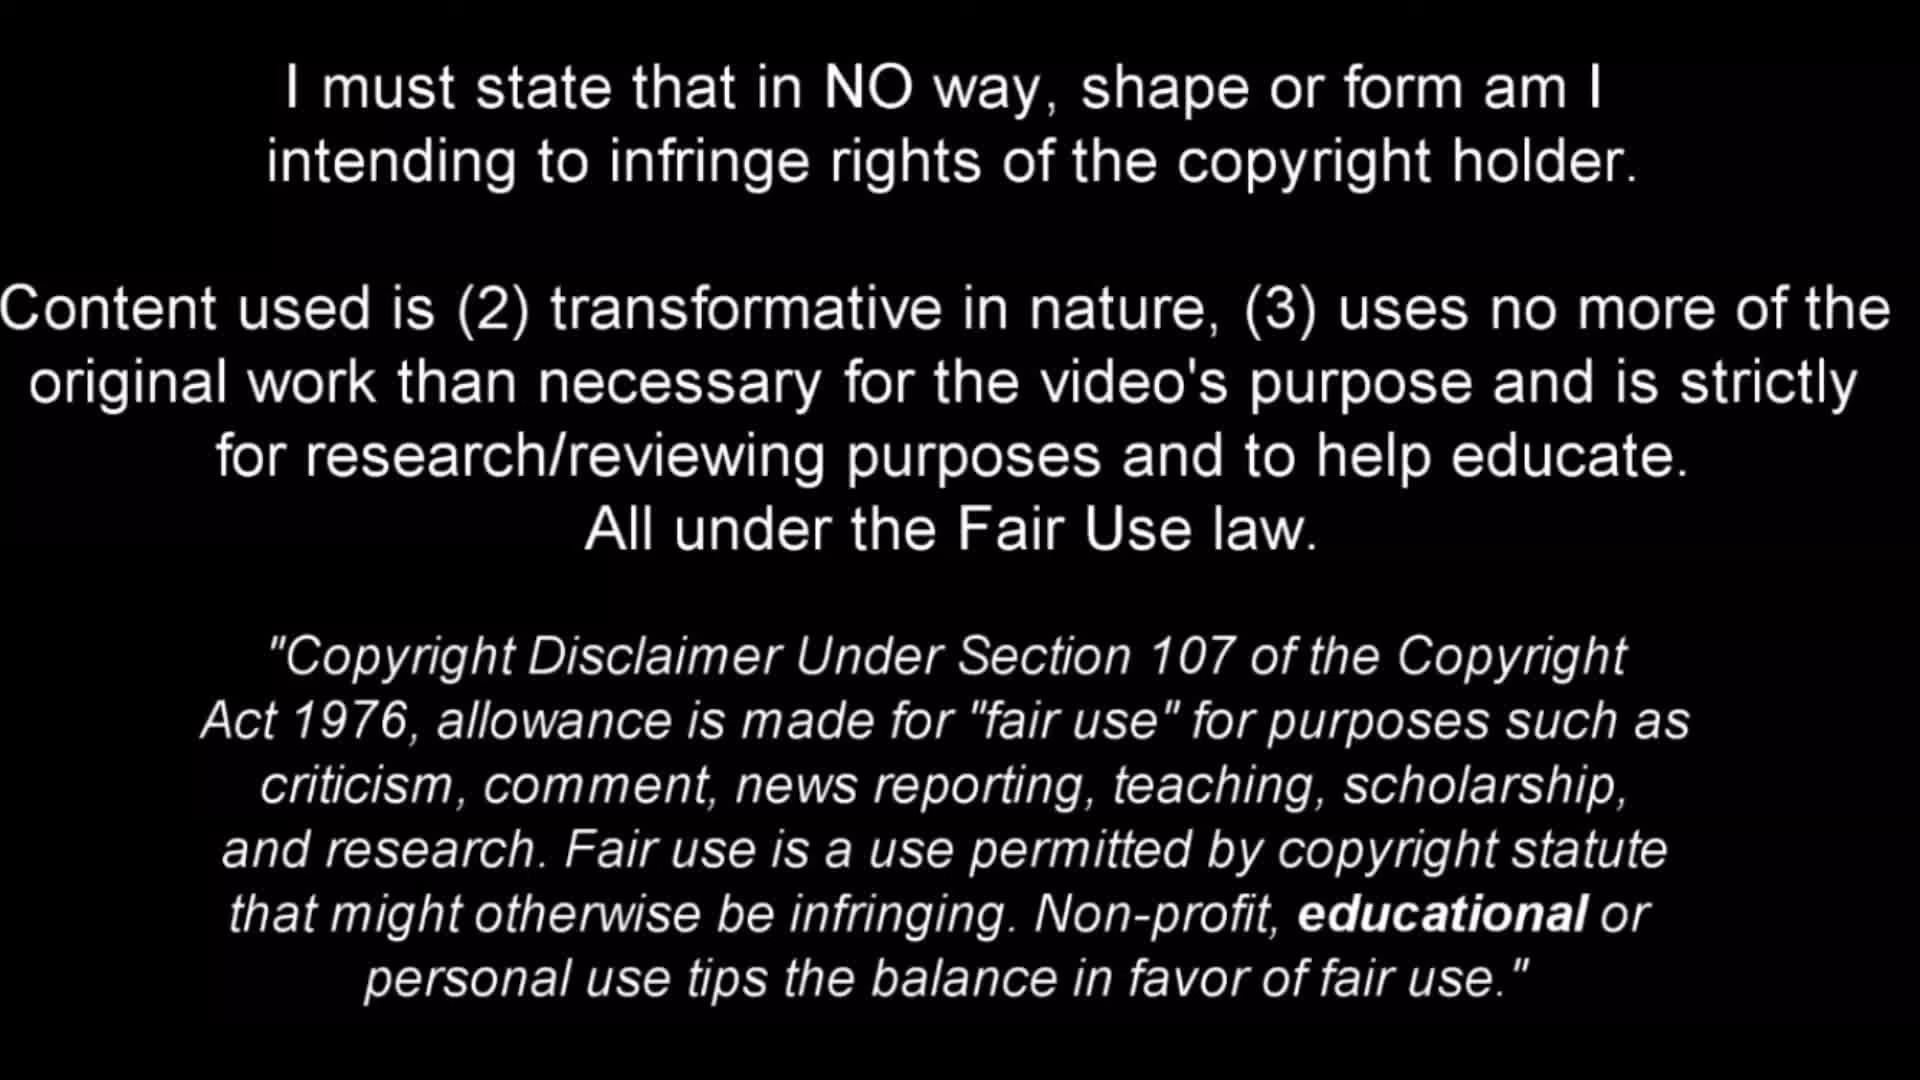 I must state that in NO way, shape or form am I
intending to infringe rights of the copyright holder.
Content used is (2) transformative in nature, (3) uses no more of the
original work than necessary for the video's purpose and is strictly
for research/reviewing purposes and to help educate.
All under the Fair Use law.
"Copyright Disclaimer Under Section 107 of the Copyright
Act 1976, allowance is made for "fair use" for purposes such as
criticism, comment, news reporting, teaching, scholarship,
and research. Fair use is a use permitted by copyright statute
that might otherwise be infringing. Non-profit, educational or
personal use tips the balance in favor of fair use."